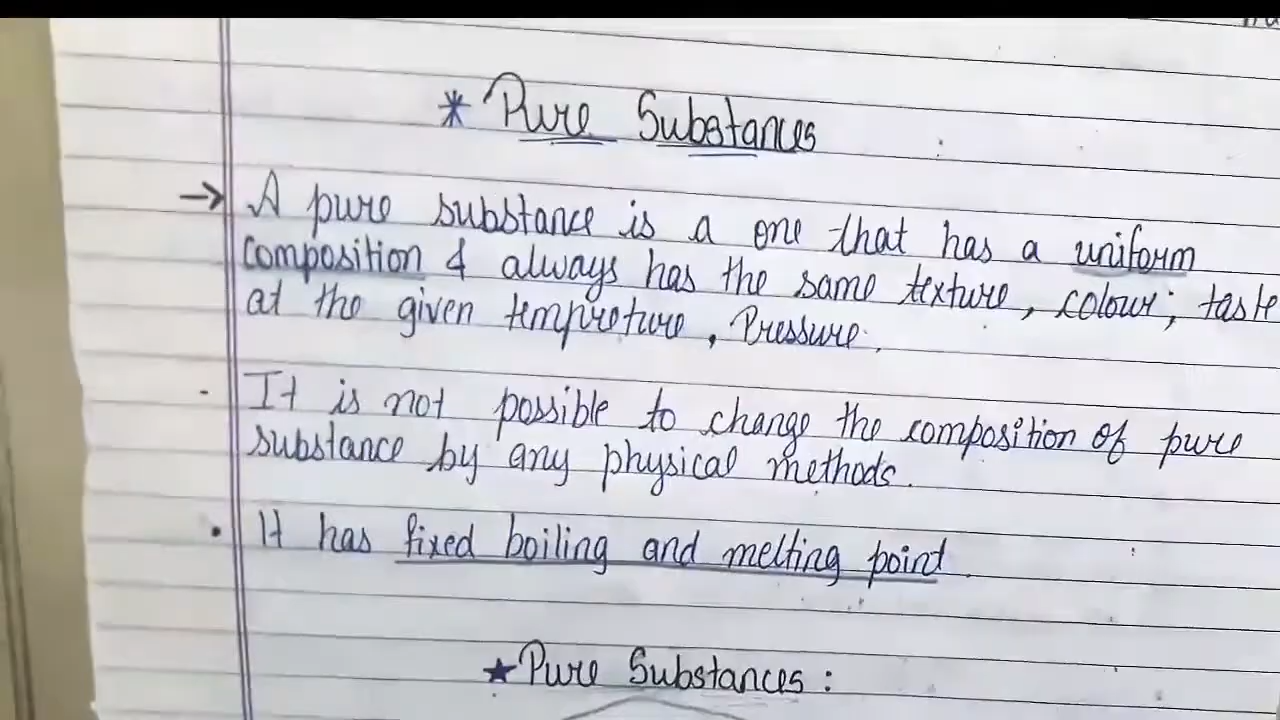 * Pure Substances
→ A pure substance is a one that has a uniform
composition & always has the same texture, colour, taste
at the given tempreture, Pressure.
· It is not possible to change the composition of pure
substance by any physical methods.
• It has fixed boiling and melting point.
★ Pure Substances :